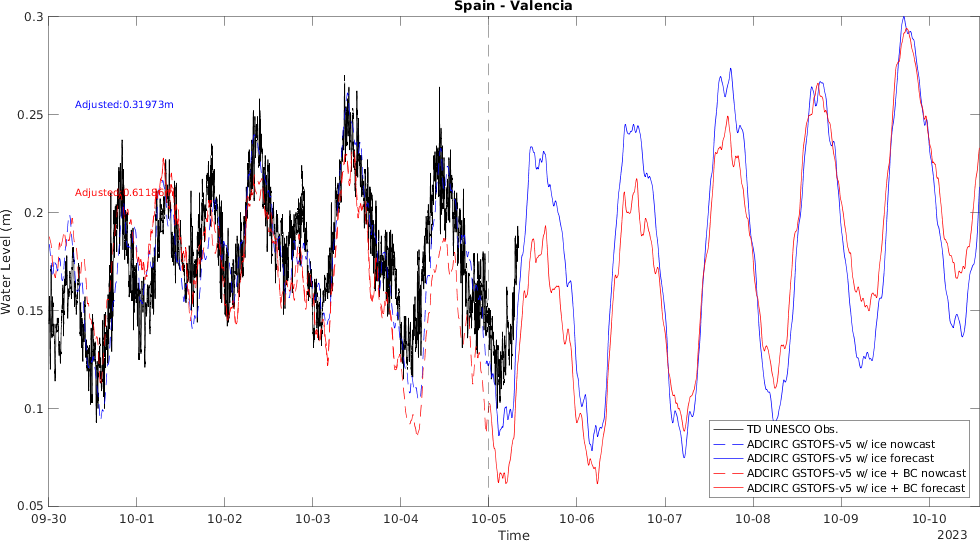 Spain - Valencia
0.3
0.25
0.2
0.15
0.1
0.05
Water Level (m)
Adjusted:0.31973m
Adjusted:0.61186m
09-30 10-01 10-02 10-03 10-04 10-05 10-06 10-07 10-08 10-09 10-10
Time
2023
TD UNESCO Obs.
ADCIRC GSTOFS-v5 w/ ice nowcast
ADCIRC GSTOFS-v5 w/ ice forecast
ADCIRC GSTOFS-v5 w/ ice + BC nowcast
ADCIRC GSTOFS-v5 w/ ice + BC forecast